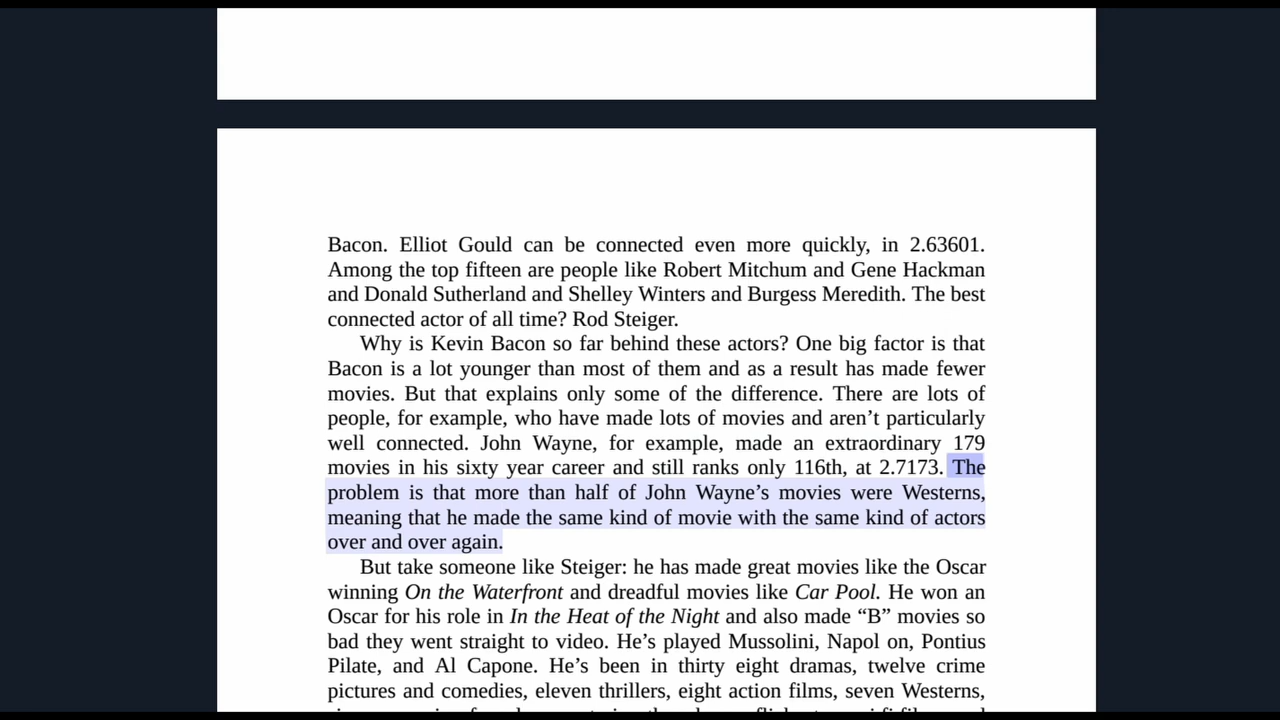 Bacon. Elliot Gould can be connected even more quickly, in 2.63601.
Among the top fifteen are people like Robert Mitchum and Gene Hackman
and Donald Sutherland and Shelley Winters and Burgess Meredith. The best
connected actor of all time? Rod Steiger.
Why is Kevin Bacon so far behind these actors? One big factor is that
Bacon is a lot younger than most of them and as a result has made fewer
movies. But that explains only some of the difference. There are lots of
people, for example, who have made lots of movies and aren’t particularly
well connected. John Wayne, for example, made an extraordinary 179
movies in his sixty year career and still ranks only 116th, at 2.7173. The
problem is that more than half of John Wayne’s movies were Westerns,
meaning that he made the same kind of movie with the same kind of actors
over and over again.
But take someone like Steiger: he has made great movies like the Oscar
winning On the Waterfront and dreadful movies like Car Pool. He won an
Oscar for his role in In the Heat of the Night and also made “B” movies so
bad they went straight to video. He’s played Mussolini, Napol on, Pontius
Pilate, and Al Capone. He’s been in thirty eight dramas, twelve crime
pictures and comedies, eleven thrillers, eight action films, seven Westerns,